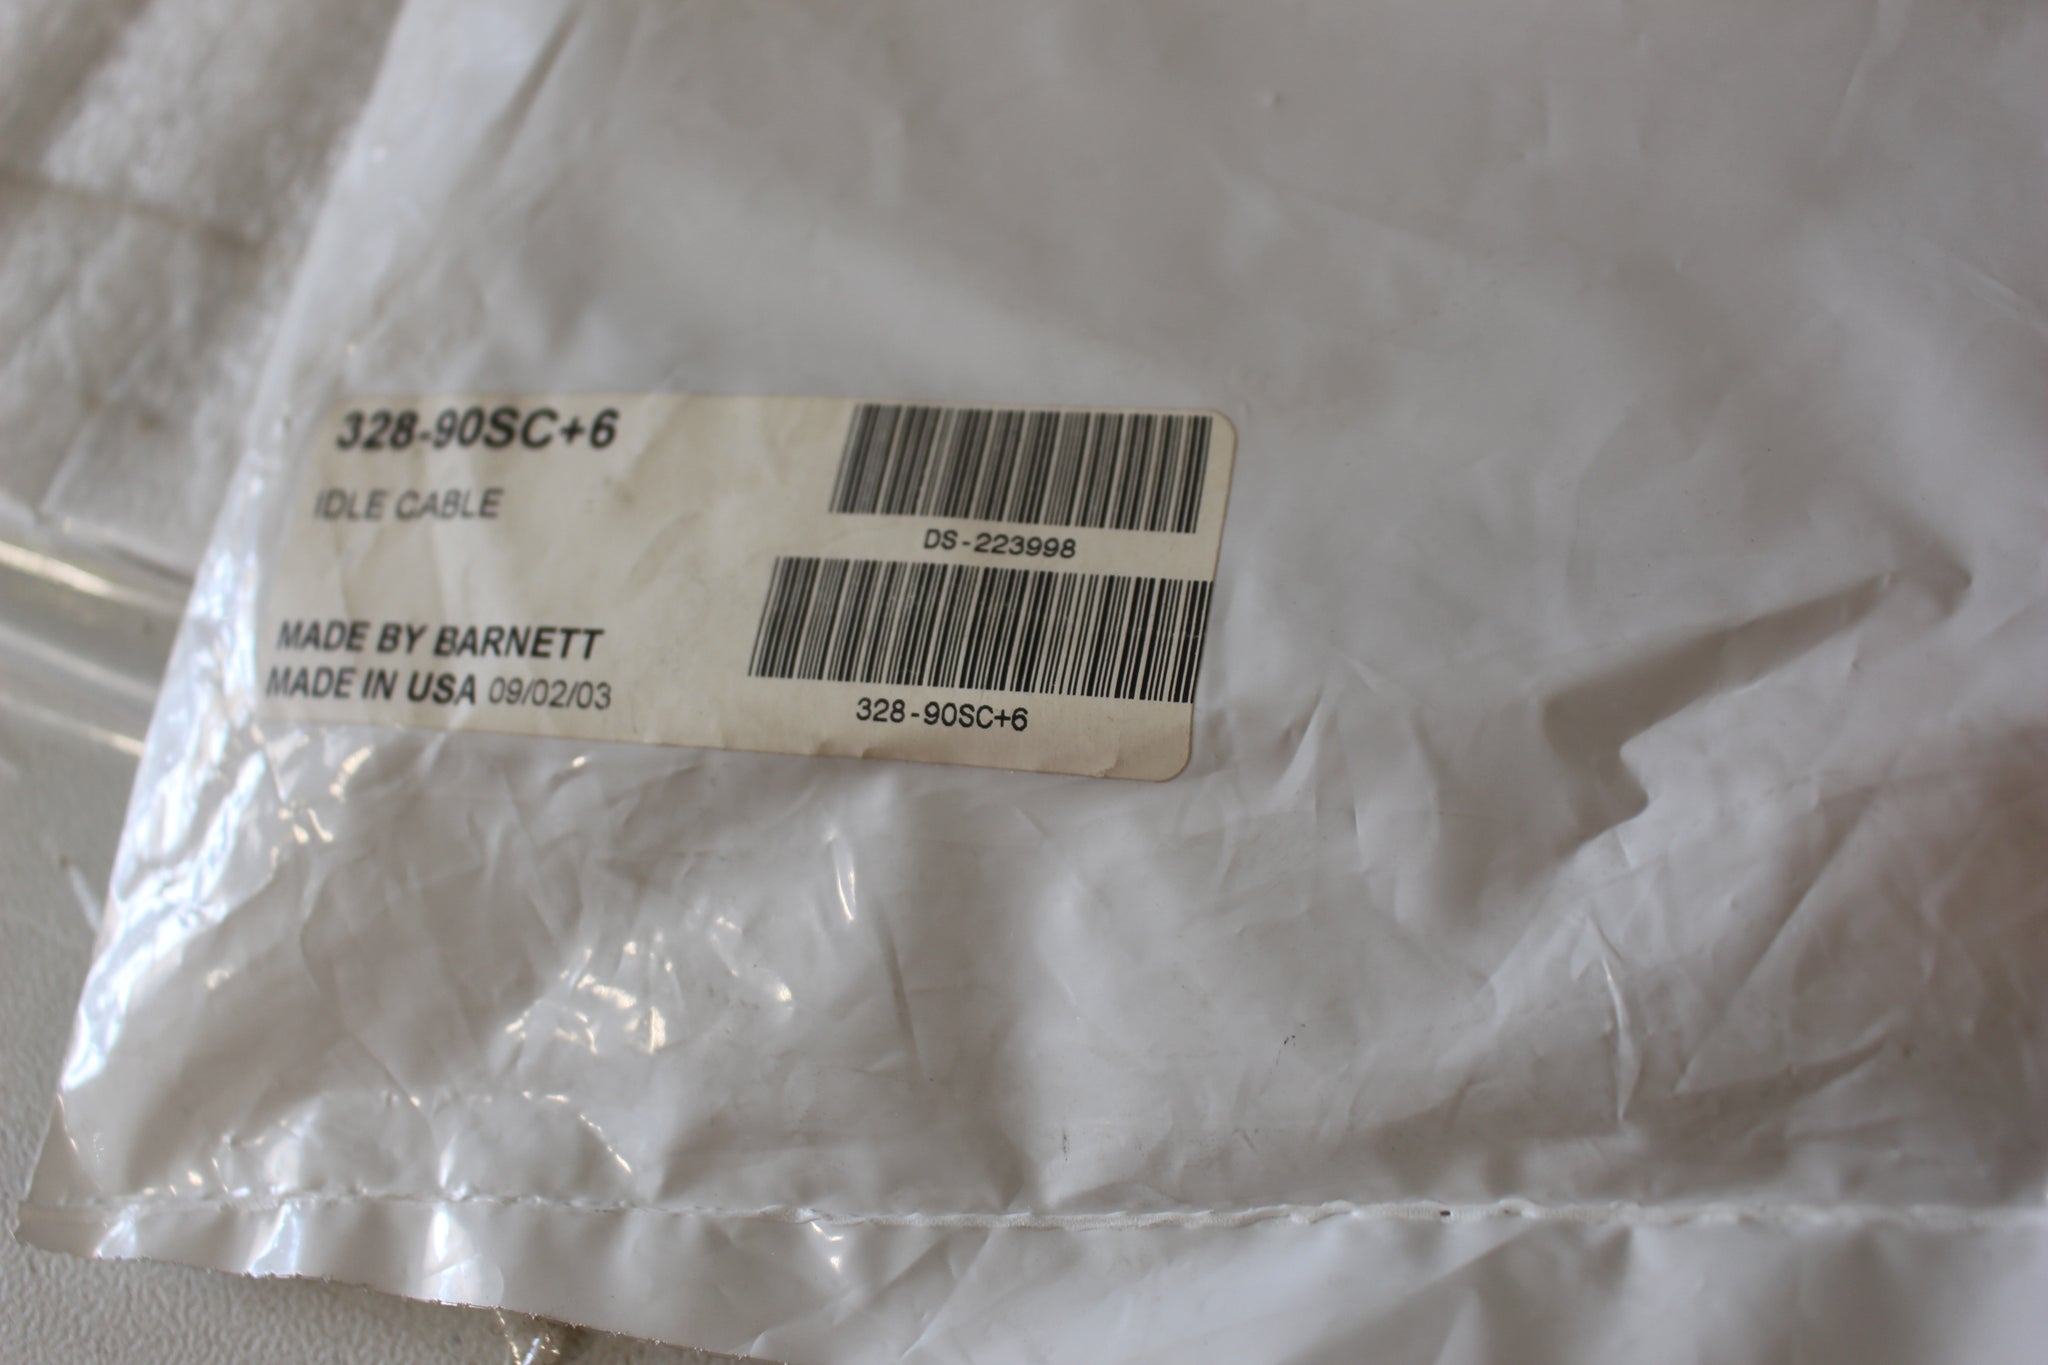 328-90SC+6
IDLE CABLE
MADE BY BARNETT
MADE IN USA 09/02/03
DS-223998
328-90SC+6